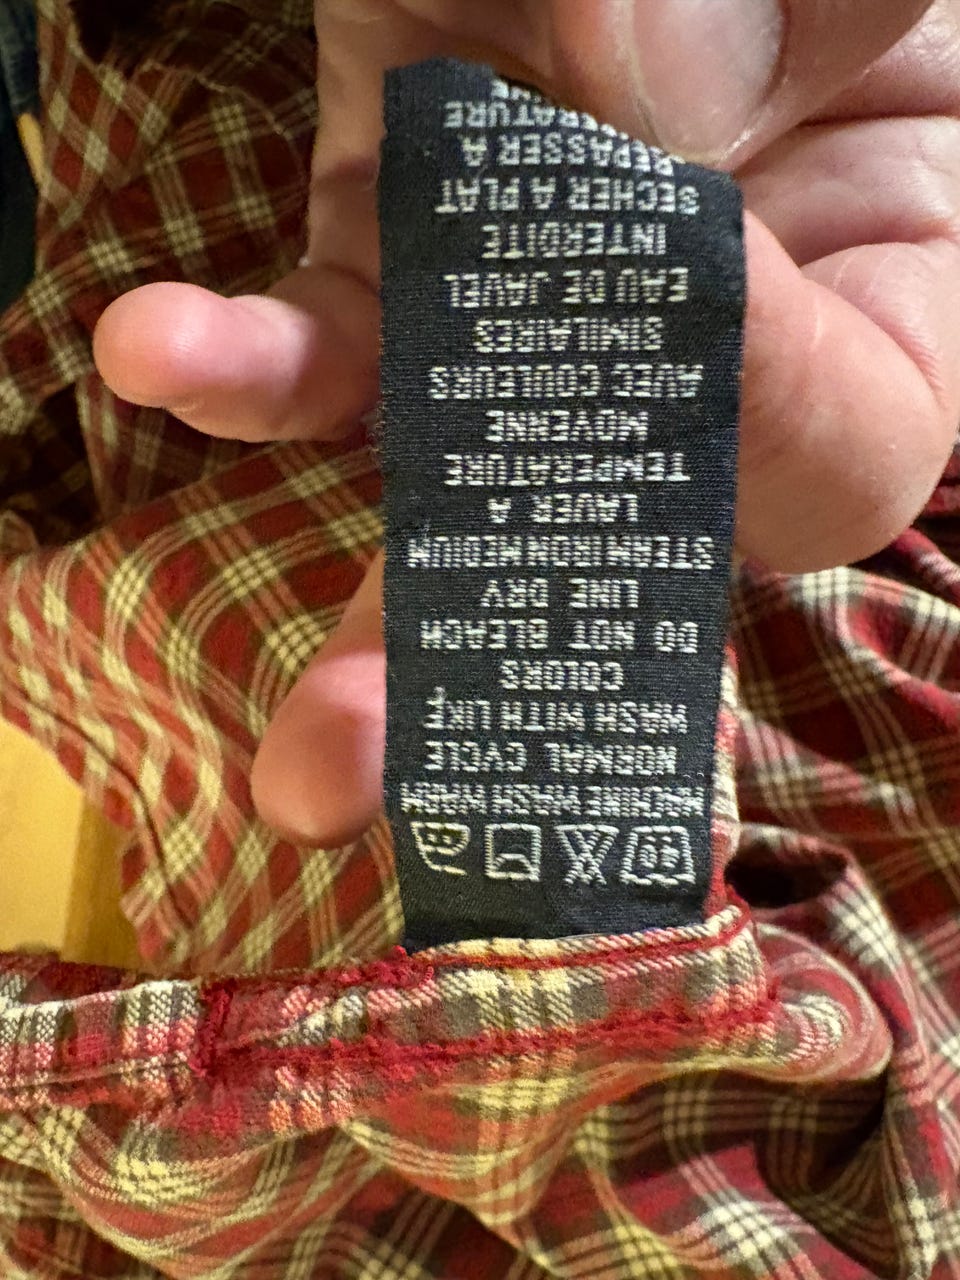 40
MACHINE WASH WARM
NORMAL CYCLE
WASH WITH LIKE
COLORS
DO NOT BLEACH
LINE DRY
STEAM IRON MEDIUM
LAVER A
TEMPERATURE
MOYENNE
AVEC COULEURS
SIMILAIRES
EAU DE JAVEL
INTERDITE
SECHER A PLAT
REPASSER A